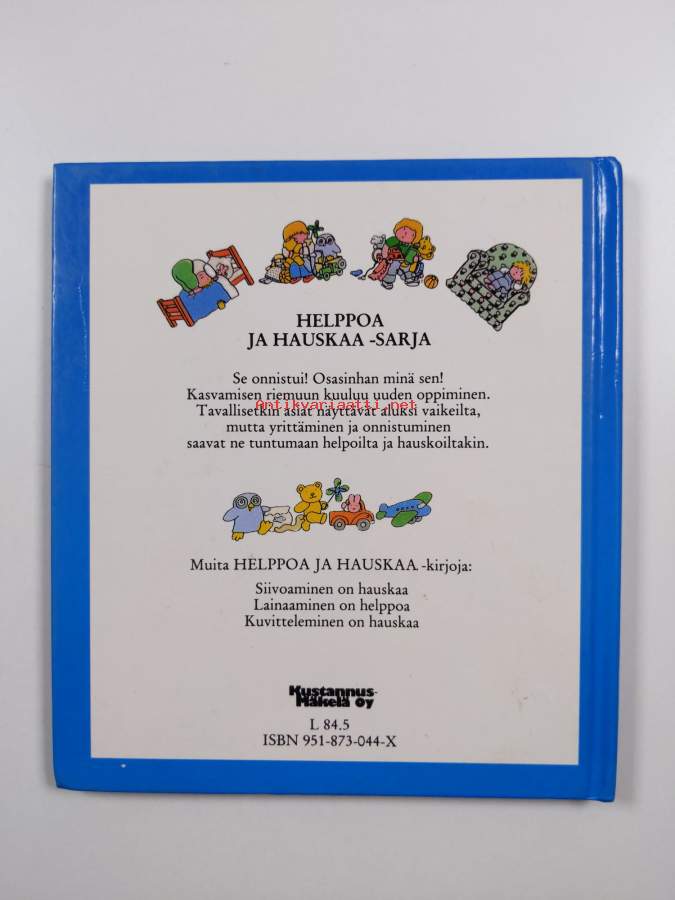 HELPPOA
JA HAUSKAA -SARJA
Se onnistui! Osasinhan minä sen!
Kasvamisen riemuun kuuluu uuden oppiminen.
Antikvariaatti.net
Tavallisetkin asiat näyttävät aluksi vaikeilta,
mutta yrittäminen ja onnistuminen
saavat ne tuntumaan helpoilta ja hauskoiltakin.
Muita HELPPOA JA HAUSKAA -kirjoja:
Siivoaminen on hauskaa
Lainaaminen on helppoa
Kuvitteleminen on hauskaa
Kustannus-
Mäkelä Oy
L 84.5
ISBN 951-873-044-X